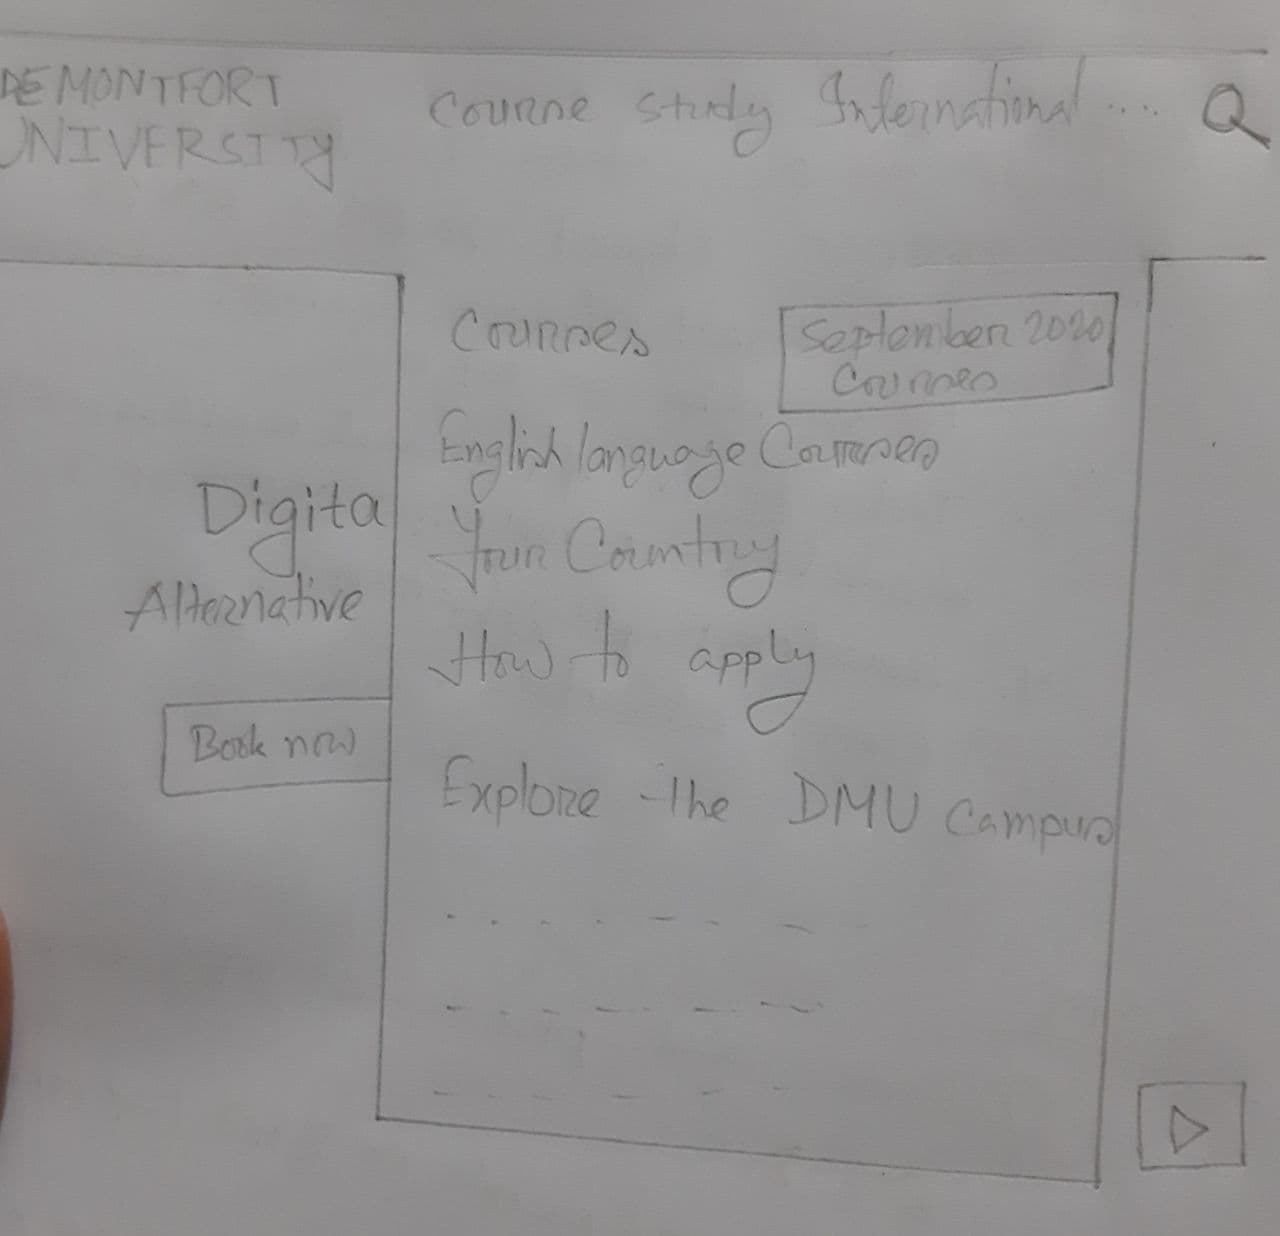 DE MONTFORT
UNIVERSITY
Course study International .... Q
Courses
September 2020
Courses
English language Courses
Digita
Your Country
Alternative
How to apply
Book now
Explore the DMU Campus